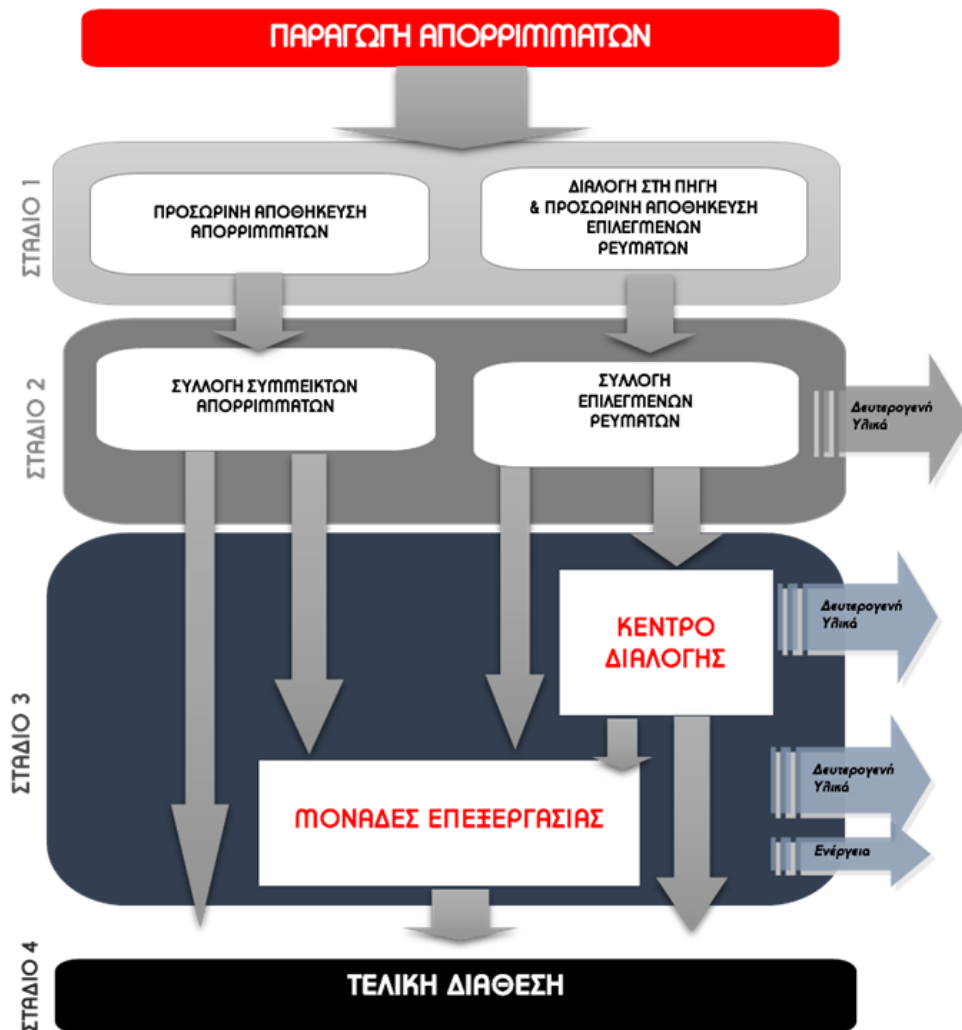 ΠΑΡΑΓΩΓΗ ΑΠΟΡΡΙΜΜΑΤΩΝ
ΣΤΑΔΙΟ 1
ΠΡΟΣΩΡΙΝΗ ΑΠΟΘΗΚΕΥΣΗ
ΑΠΟΡΡΙΜΜΑΤΩΝ
ΔΙΑΛΟΓΗ ΣΤΗ ΠΗΓΗ
& ΠΡΟΣΩΡΙΝΗ ΑΠΟΘΗΚΕΥΣΗ
ΕΠΙΛΕΓΜΕΝΩΝ
ΡΕΥΜΑΤΩΝ
ΣΤΑΔΙΟ 2
ΣΥΛΛΟΓΗ ΣΥΜΜΕΙΚΤΩΝ
ΑΠΟΡΡΙΜΜΑΤΩΝ
ΣΥΛΛΟΓΗ
ΕΠΙΛΕΓΜΕΝΩΝ
ΡΕΥΜΑΤΩΝ
Δευτερογενή
Υλικά
ΣΤΑΔΙΟ 3
ΚΕΝΤΡΟ
ΔΙΑΛΟΓΗΣ
Δευτερογενή
Υλικά
ΜΟΝΑΔΕΣ ΕΠΕΞΕΡΓΑΣΙΑΣ
Δευτερογενή
Υλικά
Ενέργεια
ΣΤΑΔΙΟ 4
ΤΕΛΙΚΗ ΔΙΑΘΕΣΗ